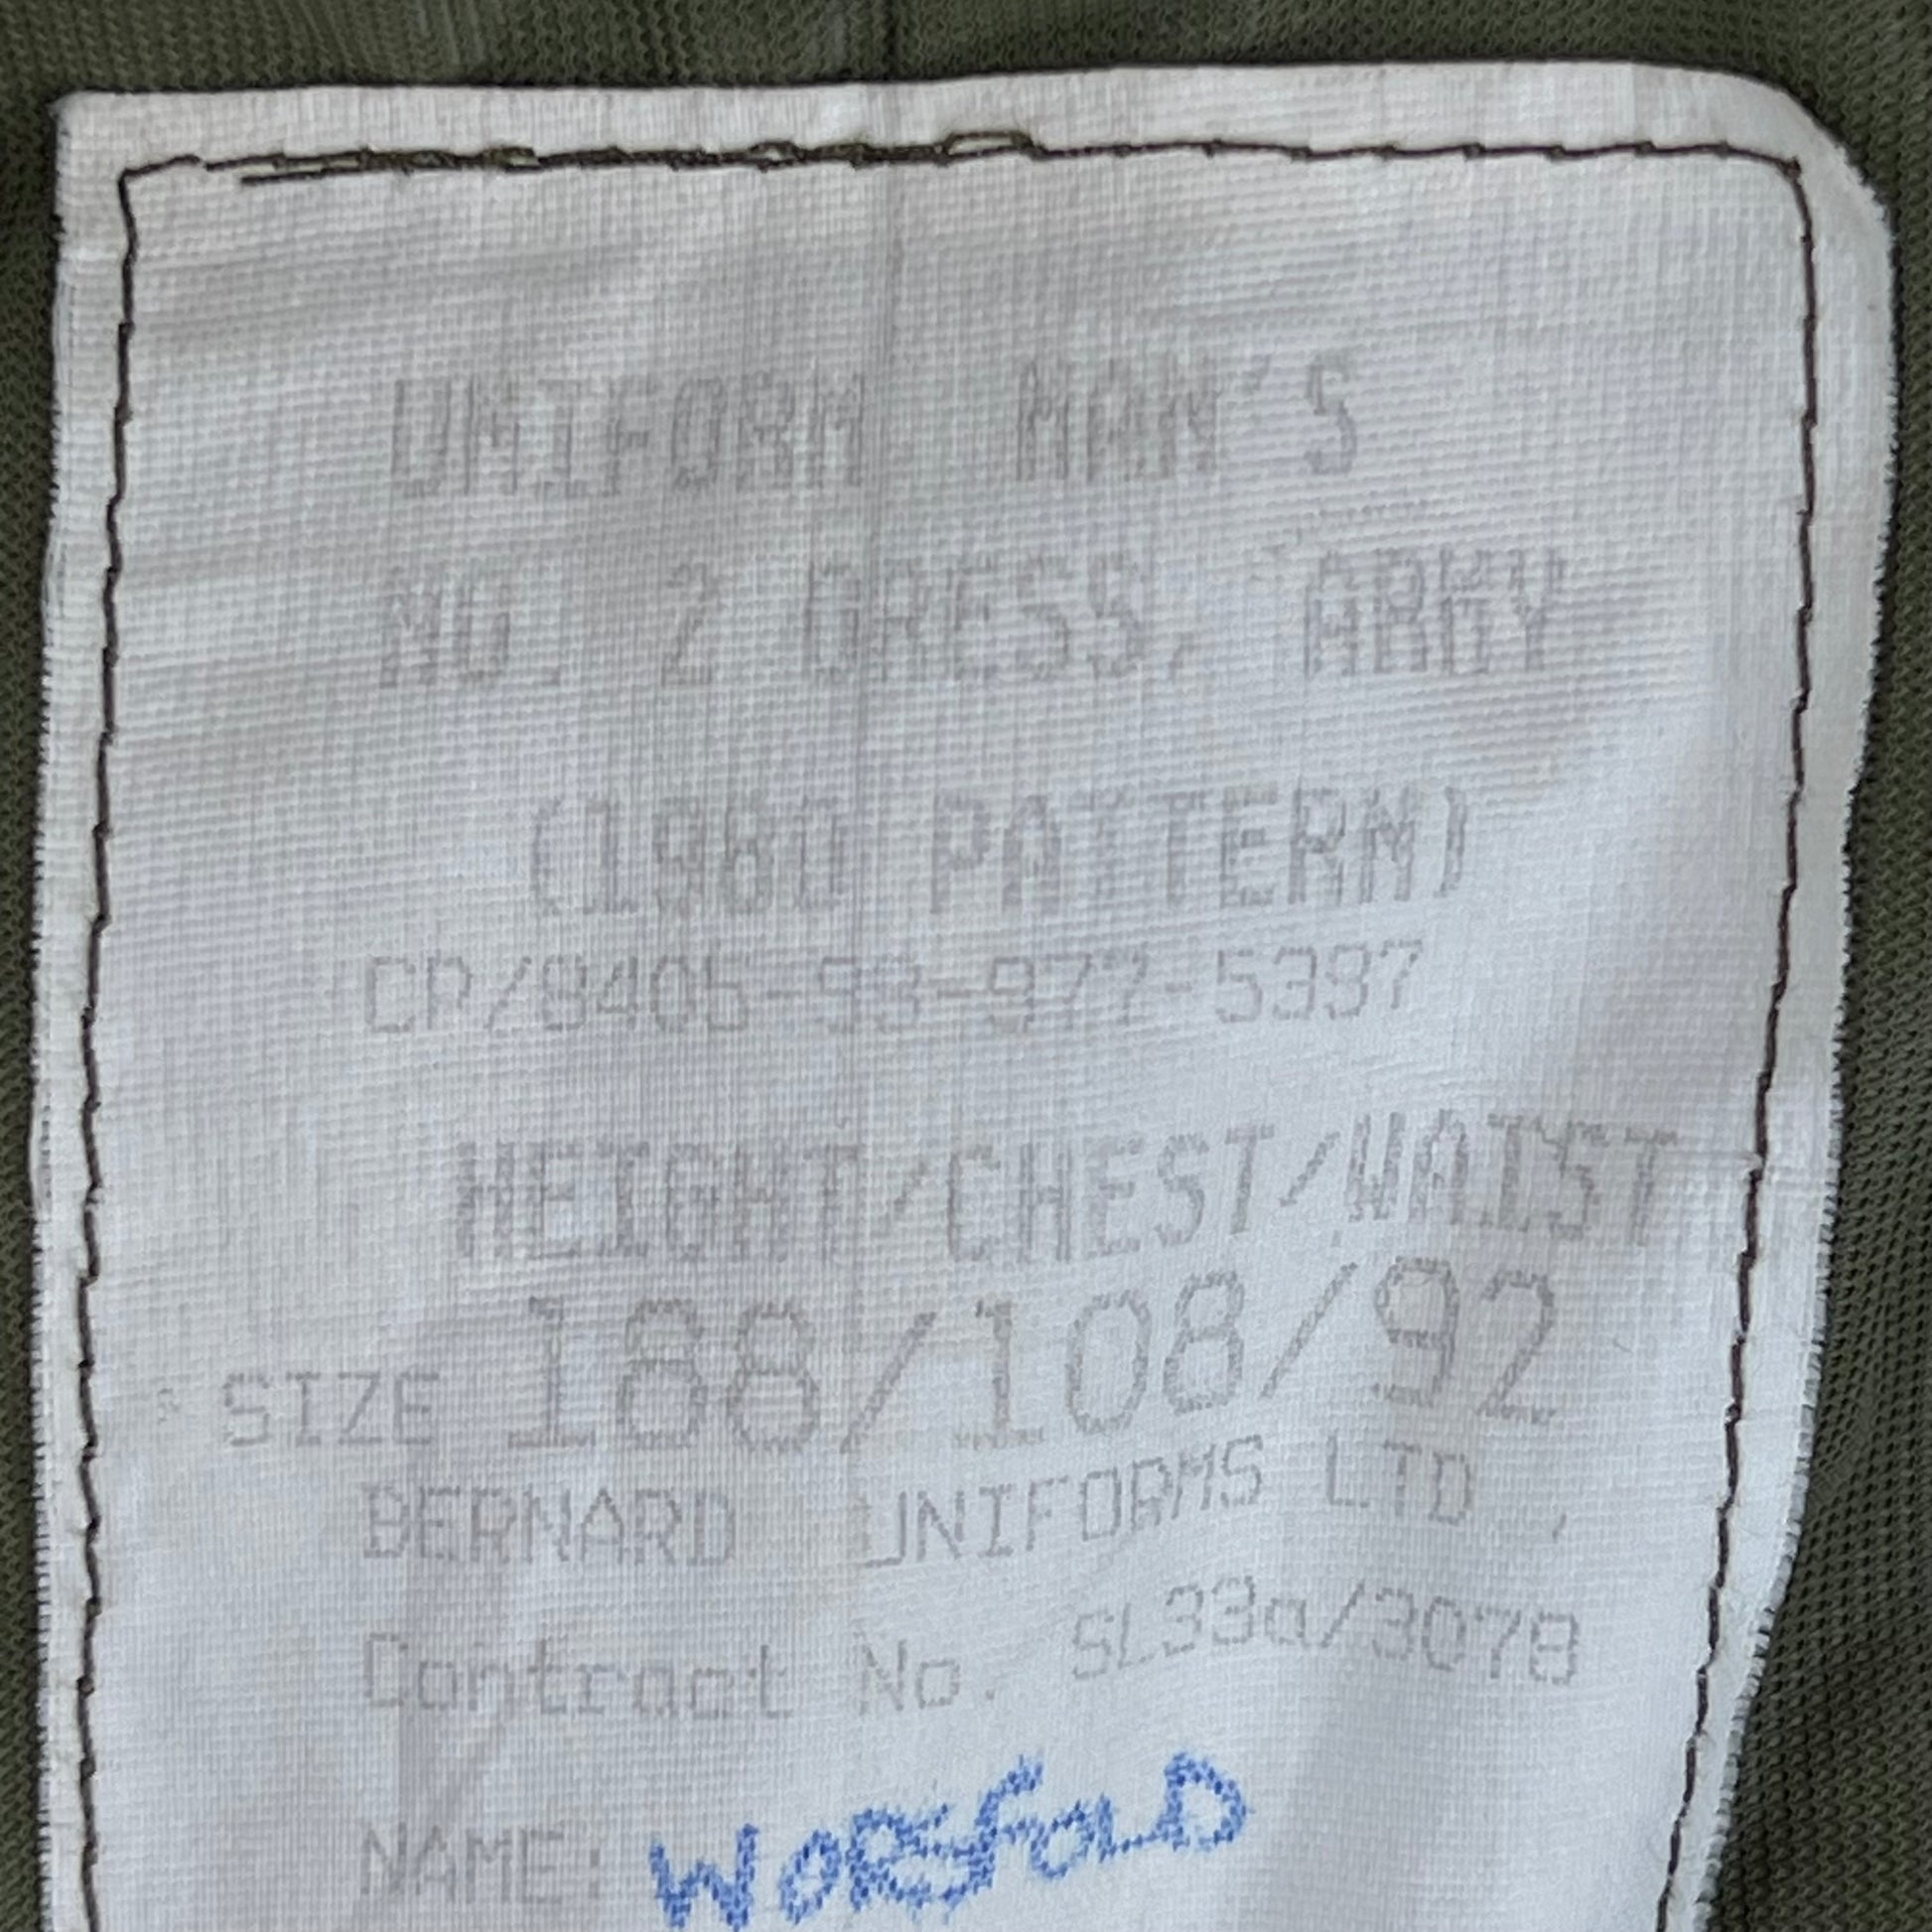 UNIFORM MAN'S
NO. 2 DRESS, ARMY
(1980 PATTERN)
CP/8405-99-977-5397
HEIGHT/CHEST/WAIST
SIZE 188/108/92
BERNARD UNIFORMS LTD.
Contract No. SL33a/3078
NAME: WORSFOLD